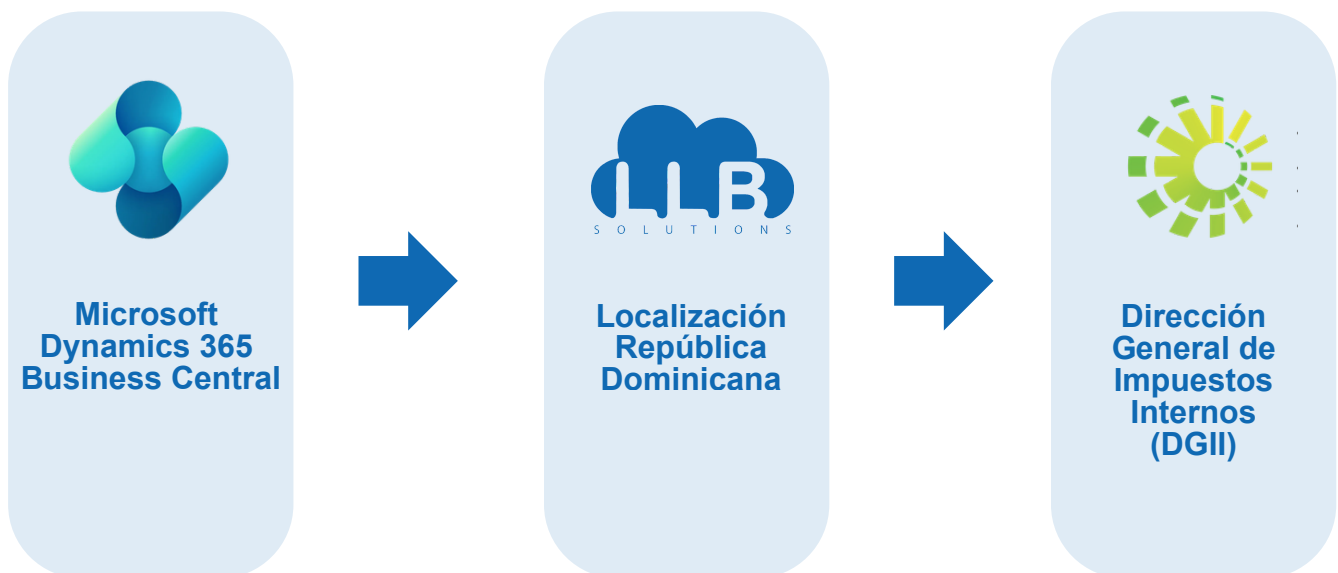 Microsoft
Dynamics 365
Business Central
LLB
SOLUTIONS
Localización
República
Dominicana
Dirección
General de
Impuestos
Internos
(DGII)